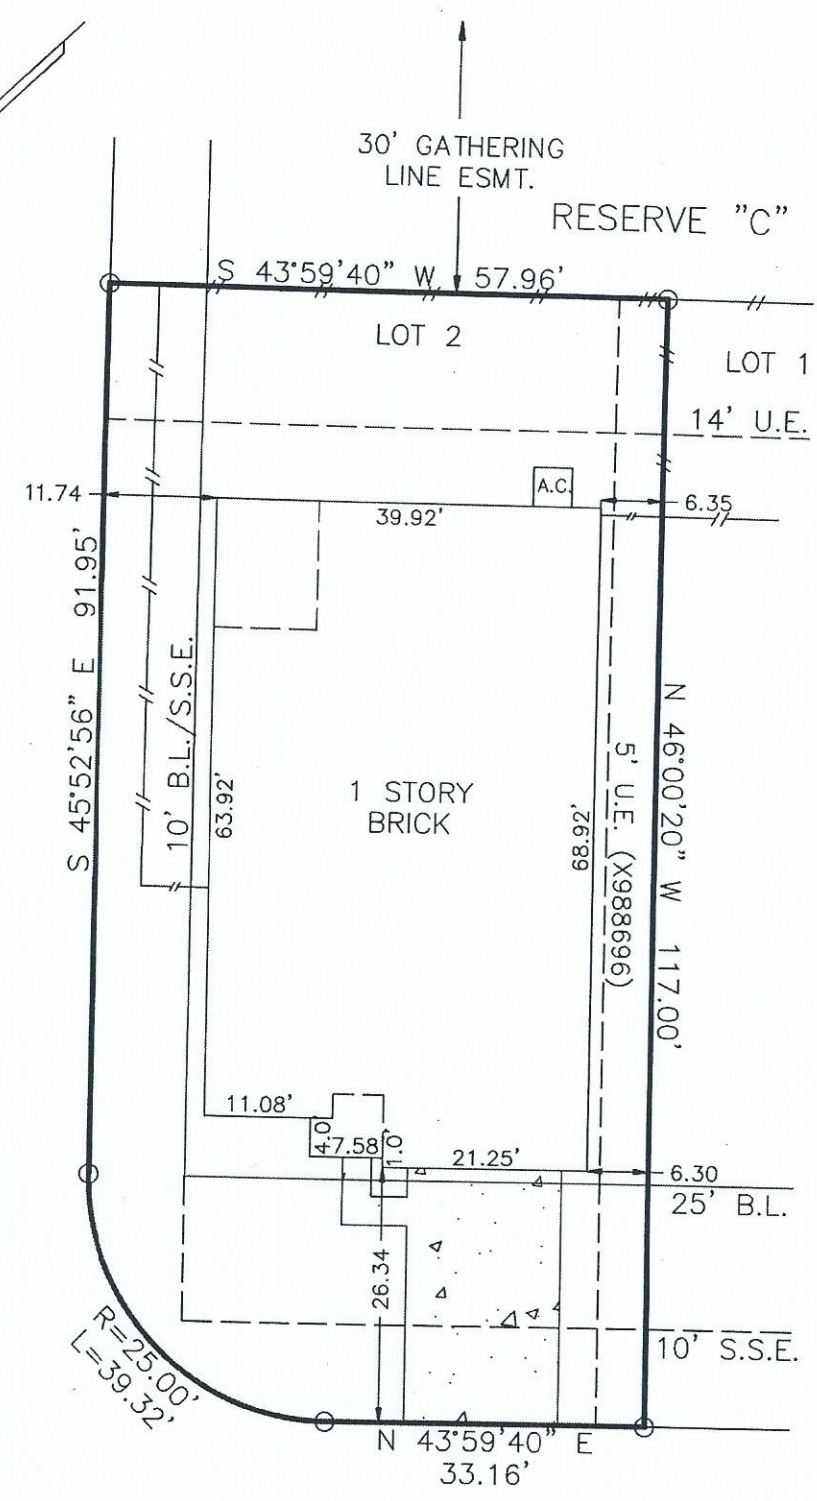 30' GATHERING
LINE ESMT.
RESERVE "C"
S 43°59'40" W 57.96'
LOT 2
LOT 1
14' U.E.
A.C.
11.74
39.92'
6.35
S 45°52'56" E 91.95'
10' B.L./S.S.E.
63.92'
1 STORY
BRICK
68.92'
5' U.E. (X988696)
N 46°00'20" W 117.00'
11.08'
4.0'
7.58
1.0'
21.25'
6.30
25' B.L.
26.34
R=25.00'
L=39.32'
10' S.S.E.
N 43°59'40" E
33.16'